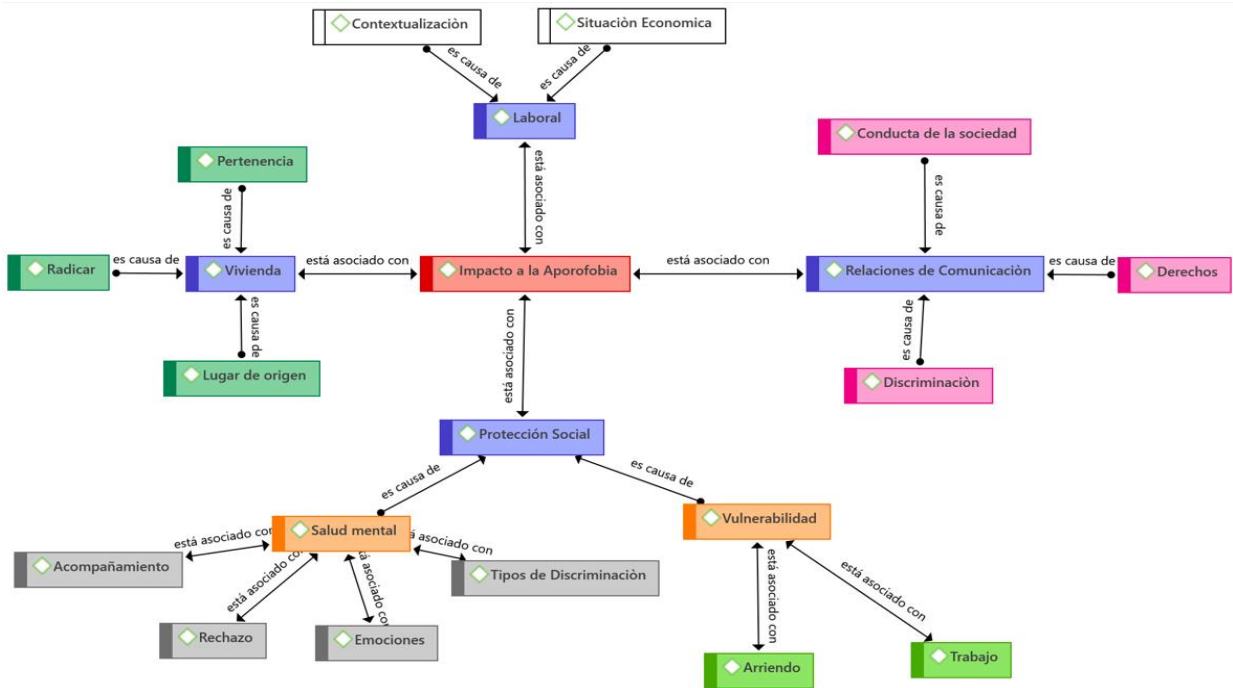 Contextualizaciòn
Situaciòn Economica
es causa de
es causa de
Laboral
está asociado con
Pertenencia
es causa de
Conducta de la sociedad
es causa de
Radicar
es causa de
Vivienda
está asociado con
Impacto a la Aporofobia
está asociado con
Relaciones de Comunicaciòn
es causa de
Derechos
es causa de
Lugar de origen
está asociado con
es causa de
Discriminaciòn
Protección Social
es causa de
es causa de
Salud mental
Vulnerabilidad
está asociado con
está asociado con
está asociado con
está asociado con
Acompañamiento
Tipos de Discriminaciòn
está asociado con
está asociado con
Rechazo
Emociones
Arriendo
Trabajo